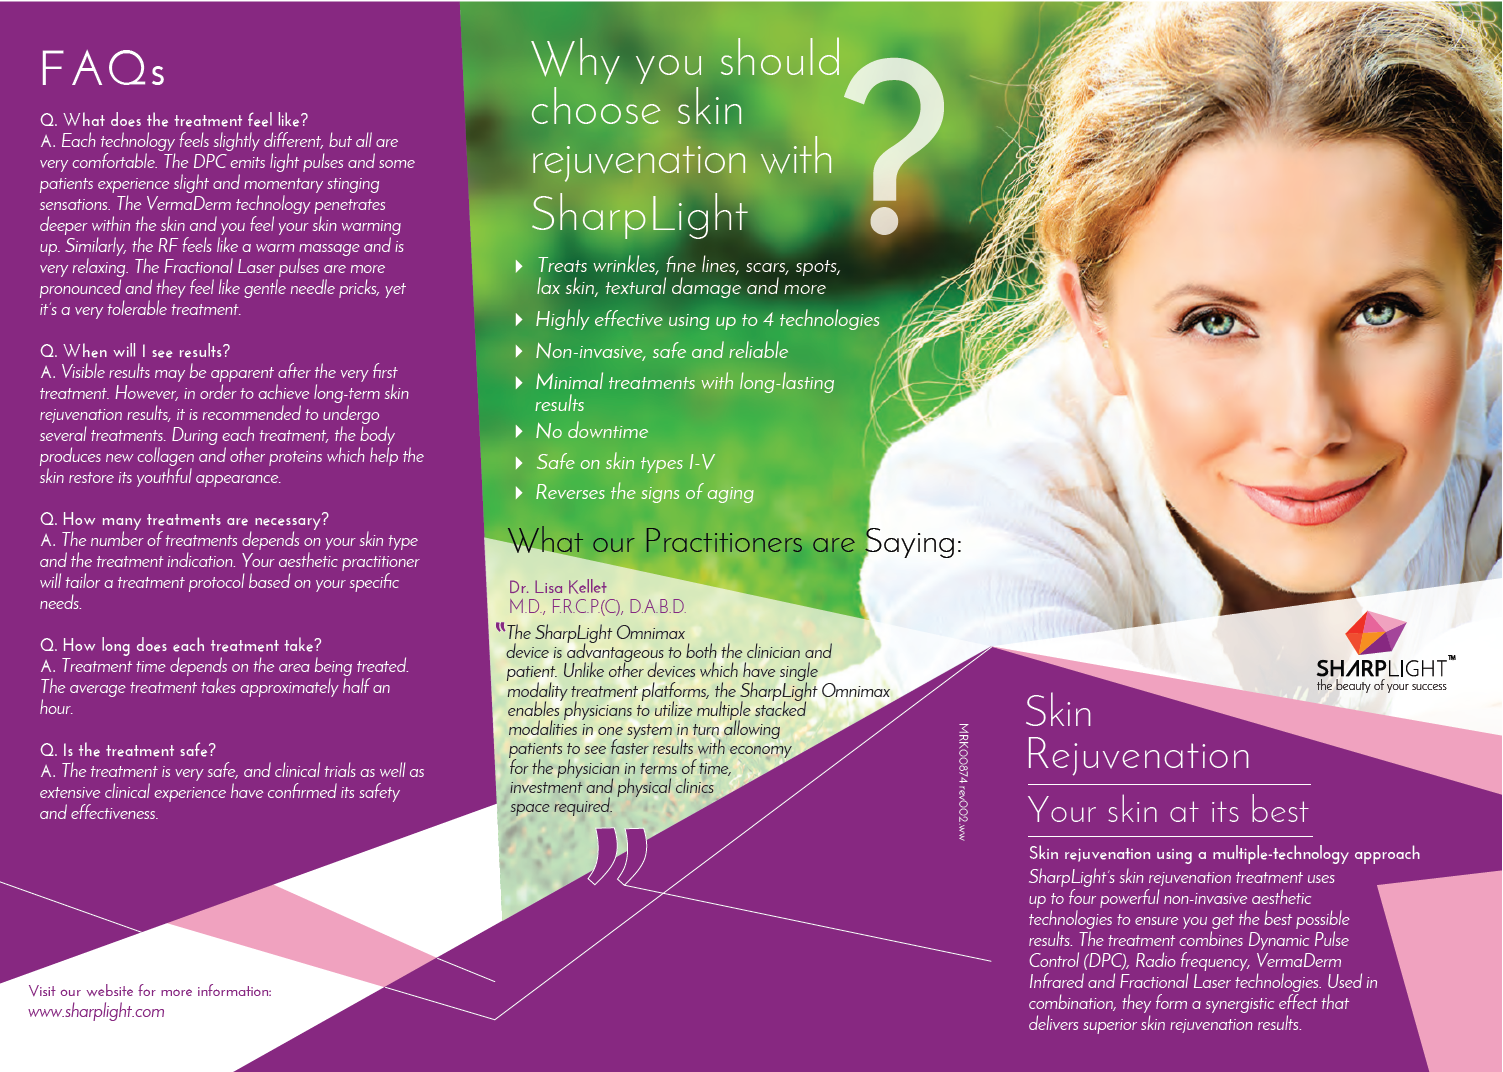 FAQs
Q. What does the treatment feel like?
A. Each technology feels slightly different, but all are
very comfortable. The DPC emits light pulses and some
patients experience slight and momentary stinging
sensations. The VermaDerm technology penetrates
deeper within the skin and you feel your skin warming
up. Similarly, the RF feels like a warm massage and is
very relaxing. The Fractional Laser pulses are more
pronounced and they feel like gentle needle pricks, yet
it's a very tolerable treatment.
Q. When will I see results?
A. Visible results may be apparent after the very first
treatment. However, in order to achieve long-term skin
rejuvenation results, it is recommended to undergo
several treatments. During each treatment, the body
produces new collagen and other proteins which help the
skin restore its youthful appearance.
Q. How many treatments are necessary?
A. The number of treatments depends on your skin type
and the treatment indication. Your aesthetic practitioner
will tailor a treatment protocol based on your specific
needs.
Q. How long does each treatment take?
A. Treatment time depends on the area being treated.
The average treatment takes approximately half an
hour.
Q. Is the treatment safe?
A. The treatment is very safe, and clinical trials as well as
extensive clinical experience have confirmed its safety
and effectiveness.
Visit our website for more information:
www.sharplight.com
Why you should
choose skin
rejuvenation with
SharpLight
?
Treats wrinkles, fine lines, scars, spots,
lax skin, textural damage and more
Highly effective using up to 4 technologies
Non-invasive, safe and reliable
Minimal treatments with long-lasting
results
No downtime
Safe on skin types I-V
Reverses the signs of aging
What our Practitioners are Saying:
Dr. Lisa Kellet
M.D., F.R.C.P.(C), D.A.B.D.
"The SharpLight Omnimax
device is advantageous to both the clinician and
patient. Unlike other devices which have single
modality treatment platforms, the SharpLight Omnimax
enables physicians to utilize multiple stacked
modalities in one system in turn allowing
patients to see faster results with economy
for the physician in terms of time,
investment and physical clinics
space required.
"
MRK00874 rev002.ww
SHARPLIGHT™
the beauty of your success
Skin
Rejuvenation
Your skin at its best
Skin rejuvenation using a multiple-technology approach
SharpLight's skin rejuvenation treatment uses
up to four powerful non-invasive aesthetic
technologies to ensure you get the best possible
results. The treatment combines Dynamic Pulse
Control (DPC), Radio frequency, VermaDerm
Infrared and Fractional Laser technologies. Used in
combination, they form a synergistic effect that
delivers superior skin rejuvenation results.